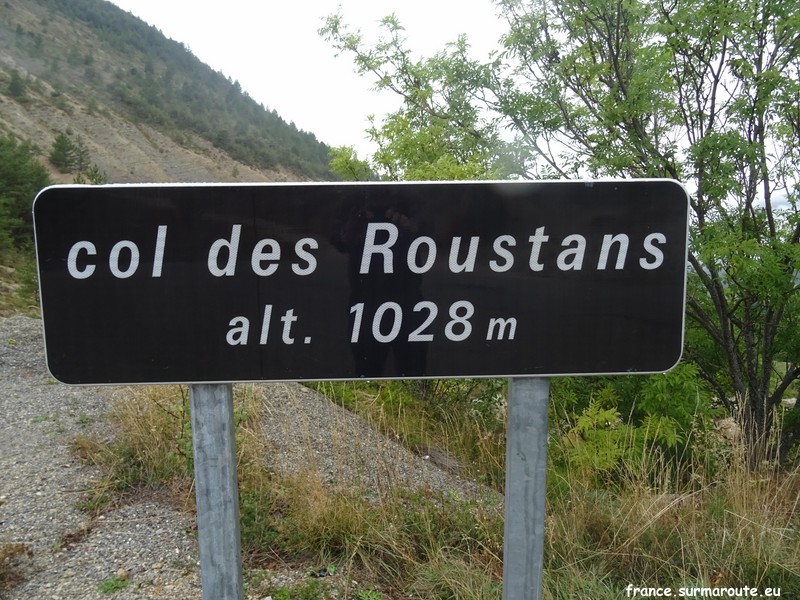 col des Roustans
alt. 1028 m
france.surmaroute.eu